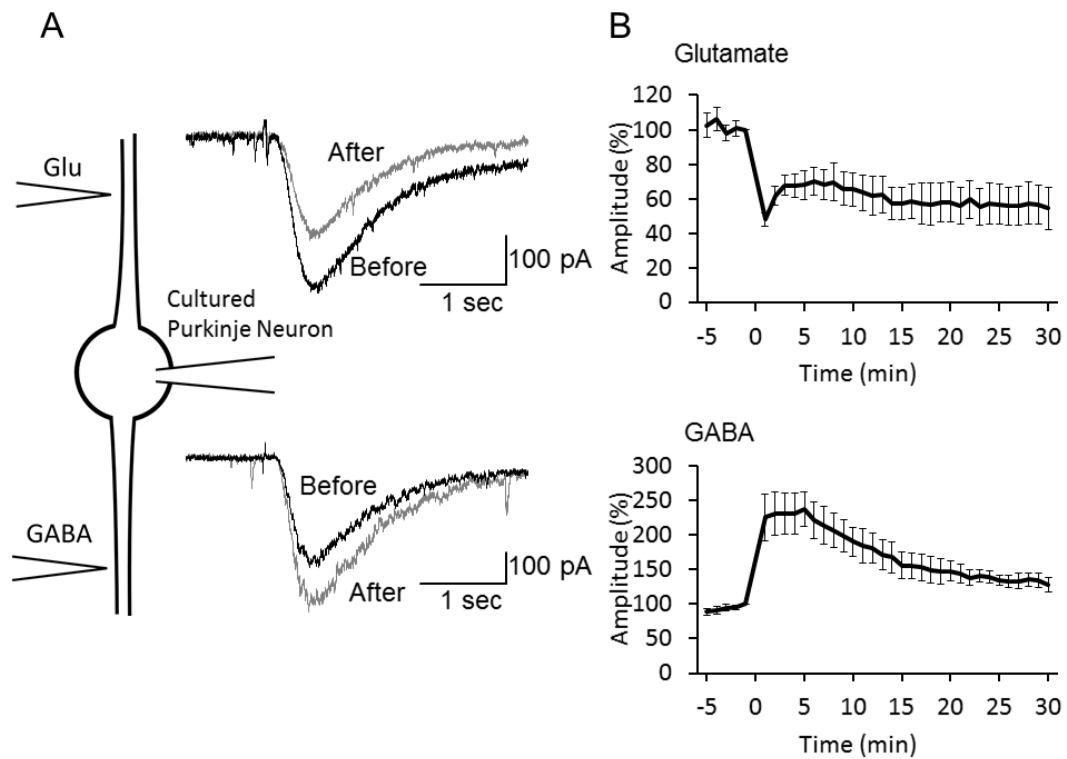 A
Glu
Cultured
Purkinje Neuron
GABA
After
Before
100 pA
1 sec
Before
After
100 pA
1 sec
B
Glutamate
Amplitude (%)
120
100
80
60
40
20
0
-5 0 5 10 15 20 25 30
Time (min)
GABA
Amplitude (%)
300
250
200
150
100
50
0
-5 0 5 10 15 20 25 30
Time (min)